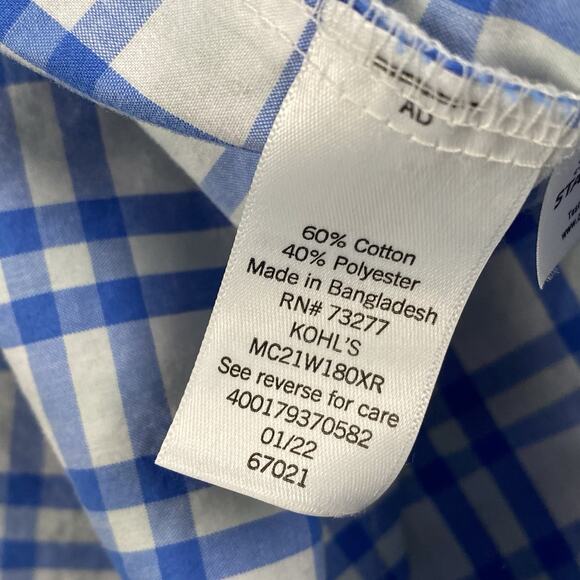 AD
60% Cotton
40% Polyester
Made in Bangladesh
RN# 73277
KOHL'S
MC21W180XR
See reverse for care
400179370582
01/22
67021